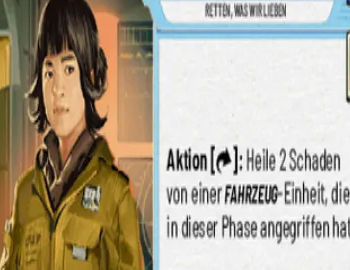 RETTEN, WAS WIR LIEBEN
Aktion [↷]: Heile 2 Schaden
von einer FAHRZEUG-Einheit, die
in dieser Phase angegriffen hat